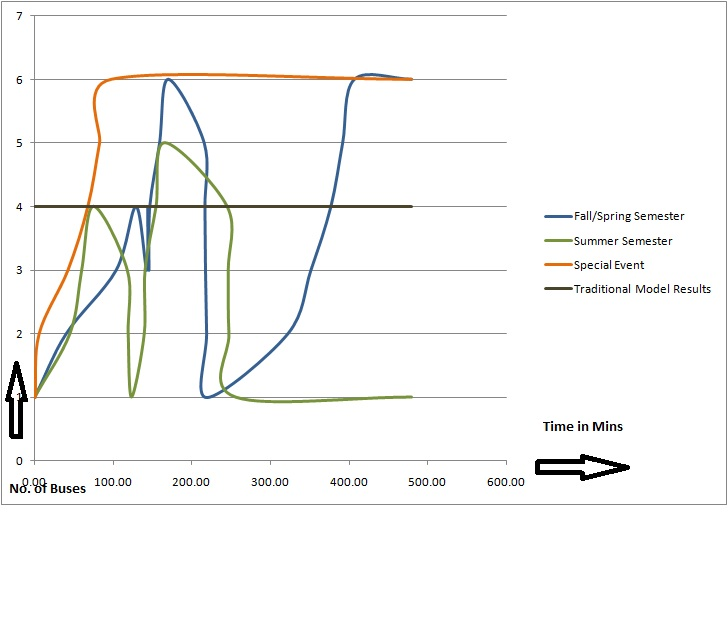 7
6
5
4
3
2
1
0
0.00 100.00 200.00 300.00 400.00 500.00 600.00
No. of Buses
Fall/Spring Semester
Summer Semester
Special Event
Traditional Model Results
Time in Mins